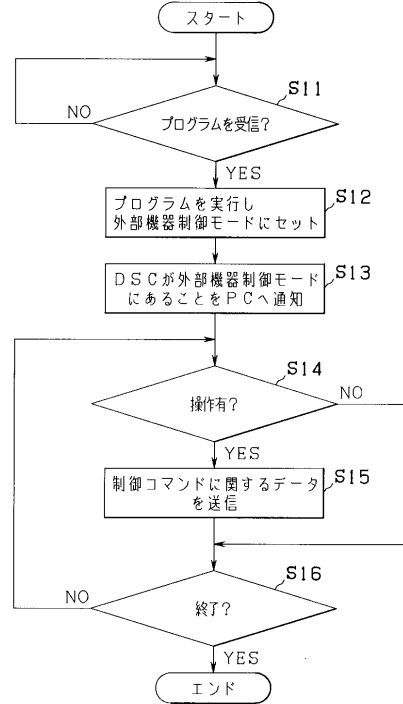 スタート
S11
NO
プログラムを受信?
YES
S12
プログラムを実行し
外部機器制御モードにセット
S13
DSCが外部機器制御モード
にあることをPCへ通知
S14
NO
操作有?
YES
S15
制御コマンドに関するデータ
を送信
S16
NO
終了?
YES
エンド